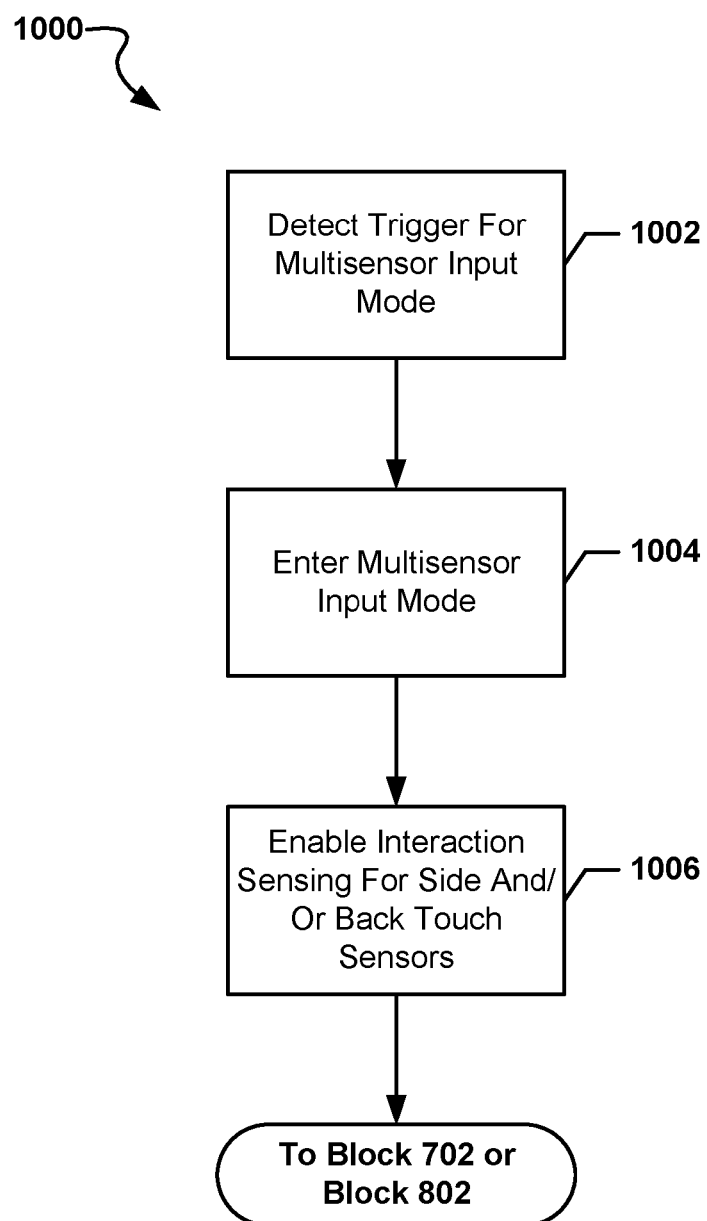 1000
Detect Trigger For
Multisensor Input
Mode
1002
Enter Multisensor
Input Mode
1004
Enable Interaction
Sensing For Side And/
Or Back Touch
Sensors
1006
To Block 702 or
Block 802